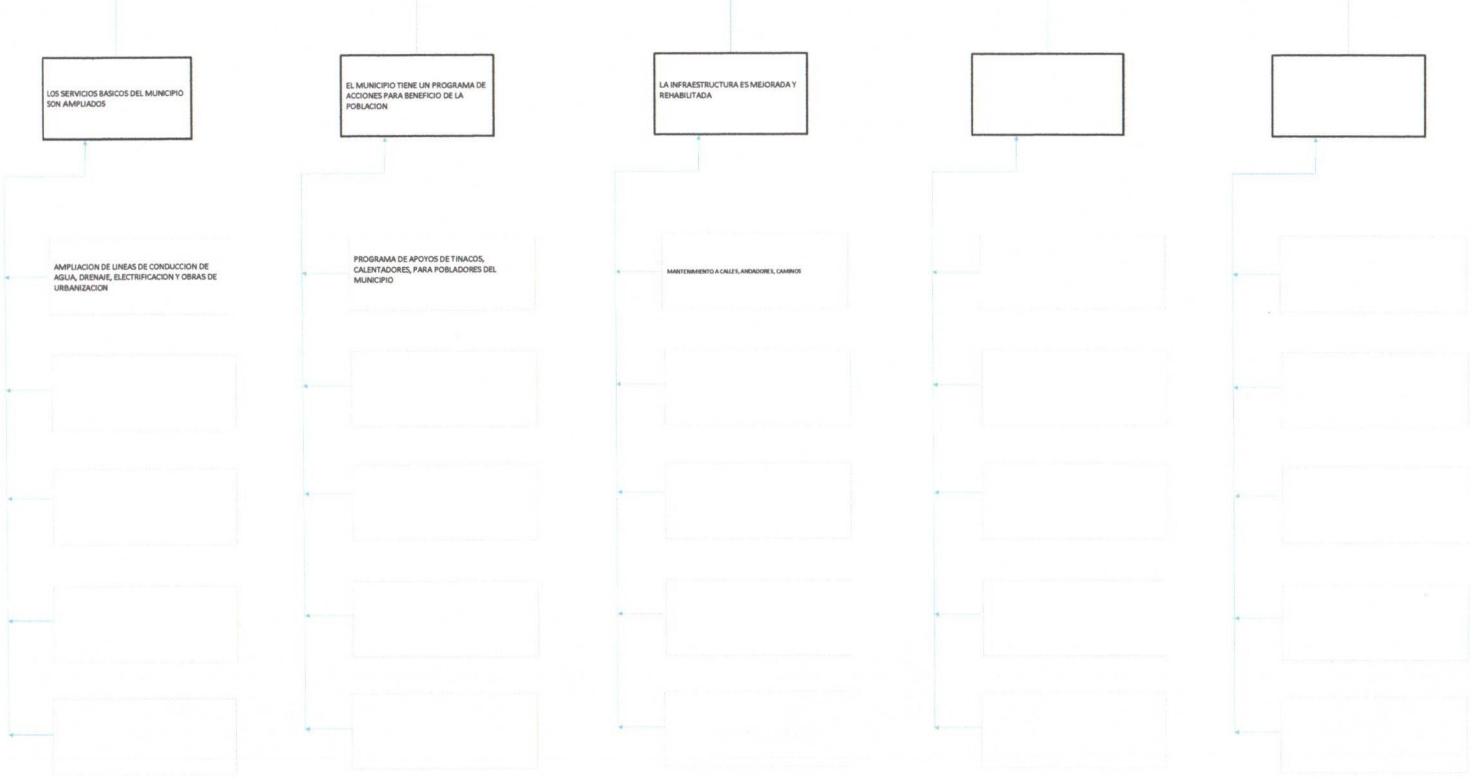 LOS SERVICIOS BASICOS DEL MUNICIPIO
SON AMPLIADOS
EL MUNICIPIO TIENE UN PROGRAMA DE
ACCIONES PARA BENEFICIO DE LA
POBLACION
LA INFRAESTRUCTURA ES MEJORADA Y
REHABILITADA
AMPLIACION DE LINEAS DE CONDUCCION DE
AGUA, DRENAJE, ELECTRIFICACION Y OBRAS DE
URBANIZACION
PROGRAMA DE APOYOS DE TINACOS,
CALENTADORES, PARA POBLADORES DEL
MUNICIPIO
MANTENIMIENTO A CALLES, ANDADORES, CAMINOS